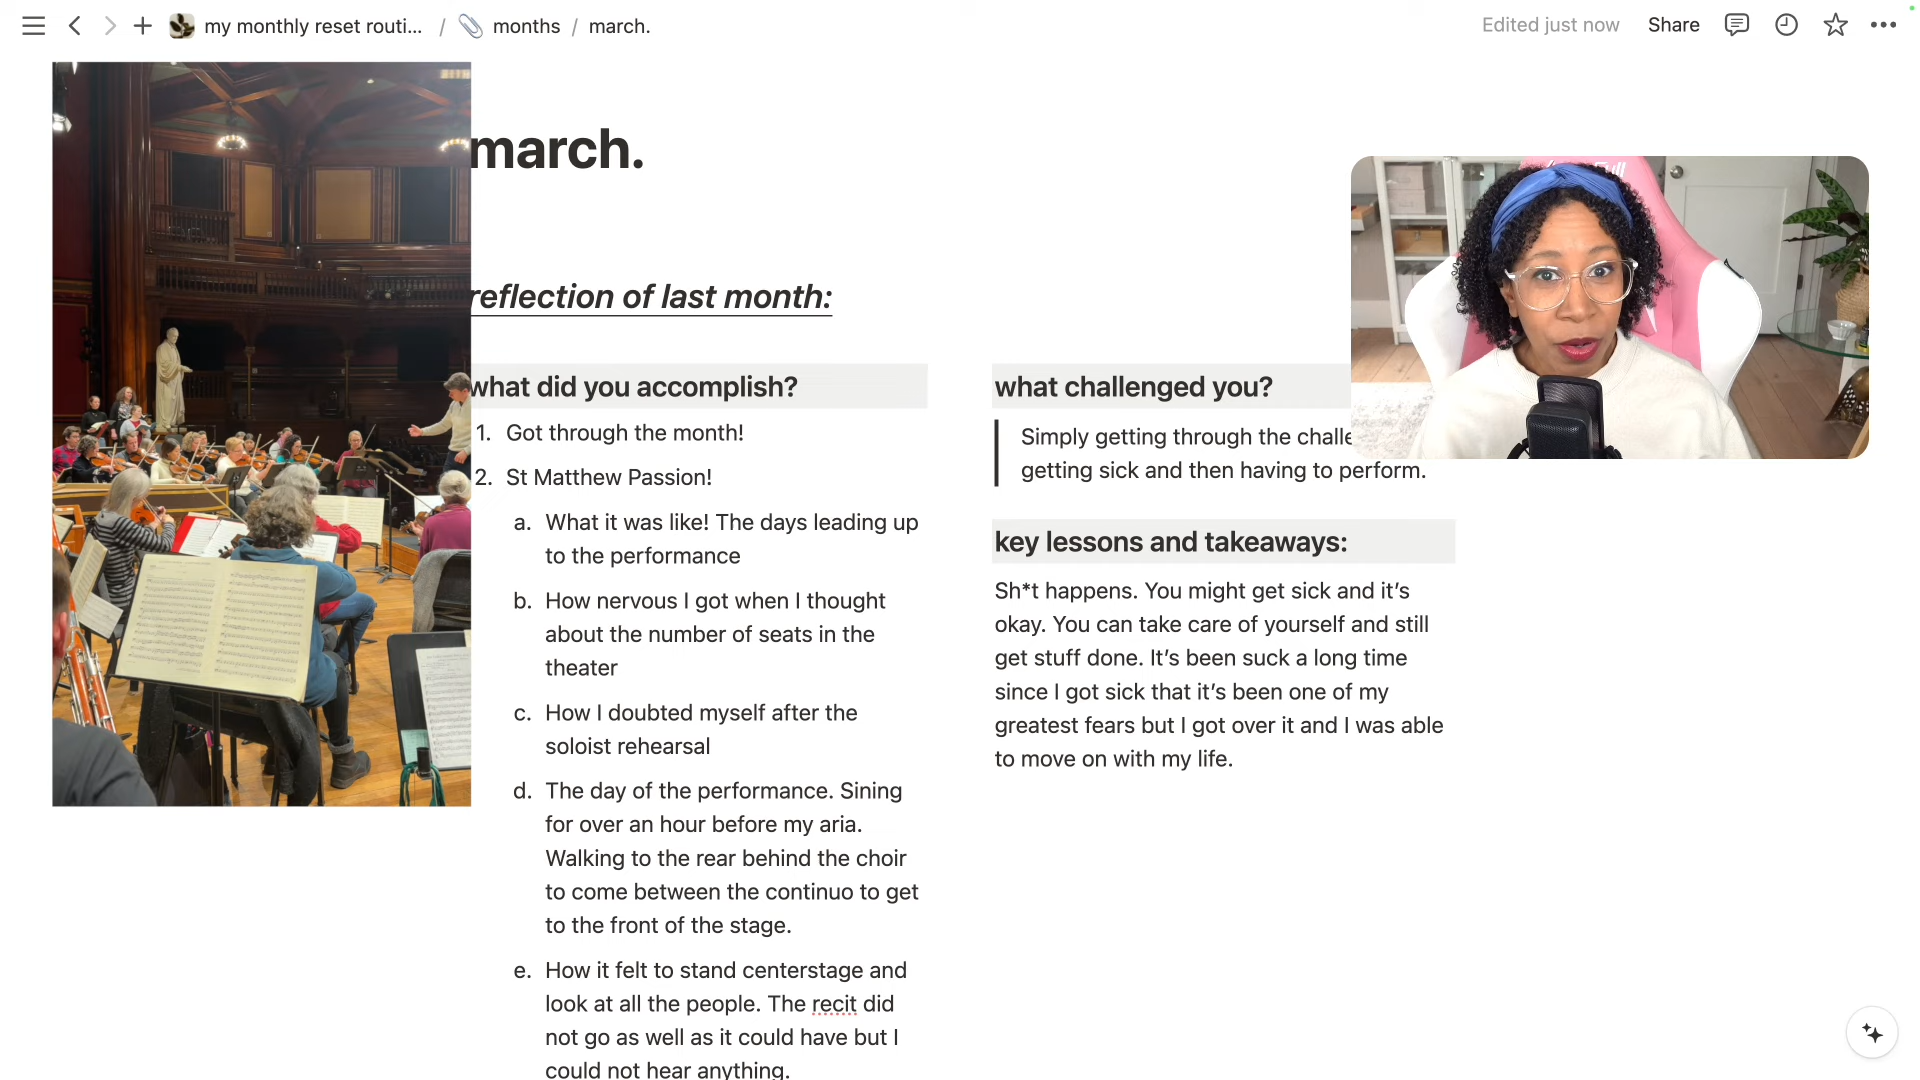 my monthly reset routi... / months / march.
Edited just now Share
march.
reflection of last month:
what did you accomplish?
1. Got through the month!
2. St Matthew Passion!
a. What it was like! The days leading up
to the performance
b. How nervous I got when I thought
about the number of seats in the
theater
c. How I doubted myself after the
soloist rehearsal
d. The day of the performance. Sining
for over an hour before my aria.
Walking to the rear behind the choir
to come between the continuo to get
to the front of the stage.
e. How it felt to stand centerstage and
look at all the people. The recit did
not go as well as it could have but I
could not hear anything.
what challenged you?
Simply getting through the challe
getting sick and then having to perform.
key lessons and takeaways:
Sh*t happens. You might get sick and it’s
okay. You can take care of yourself and still
get stuff done. It’s been suck a long time
since I got sick that it’s been one of my
greatest fears but I got over it and I was able
to move on with my life.